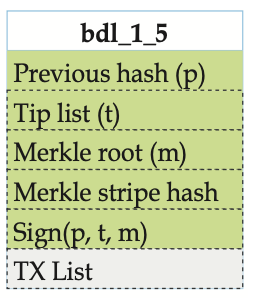 bdl_1_5
Previous hash (p)
Tip list (t)
Merkle root (m)
Merkle stripe hash
Sign(p, t, m)
TX List